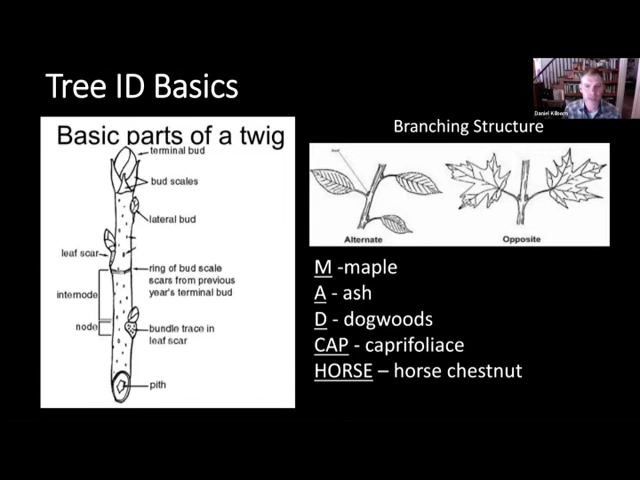 Tree ID Basics
Daniel Kilborn
Basic parts of a twig
terminal bud
bud scales
lateral bud
leaf scar
ring of bud scale
scars from previous
year's terminal bud
internode
node
bundle trace in
leaf scar
pith
Branching Structure
Alternate
Opposite
M -maple
A - ash
D - dogwoods
CAP - caprifoliace
HORSE – horse chestnut